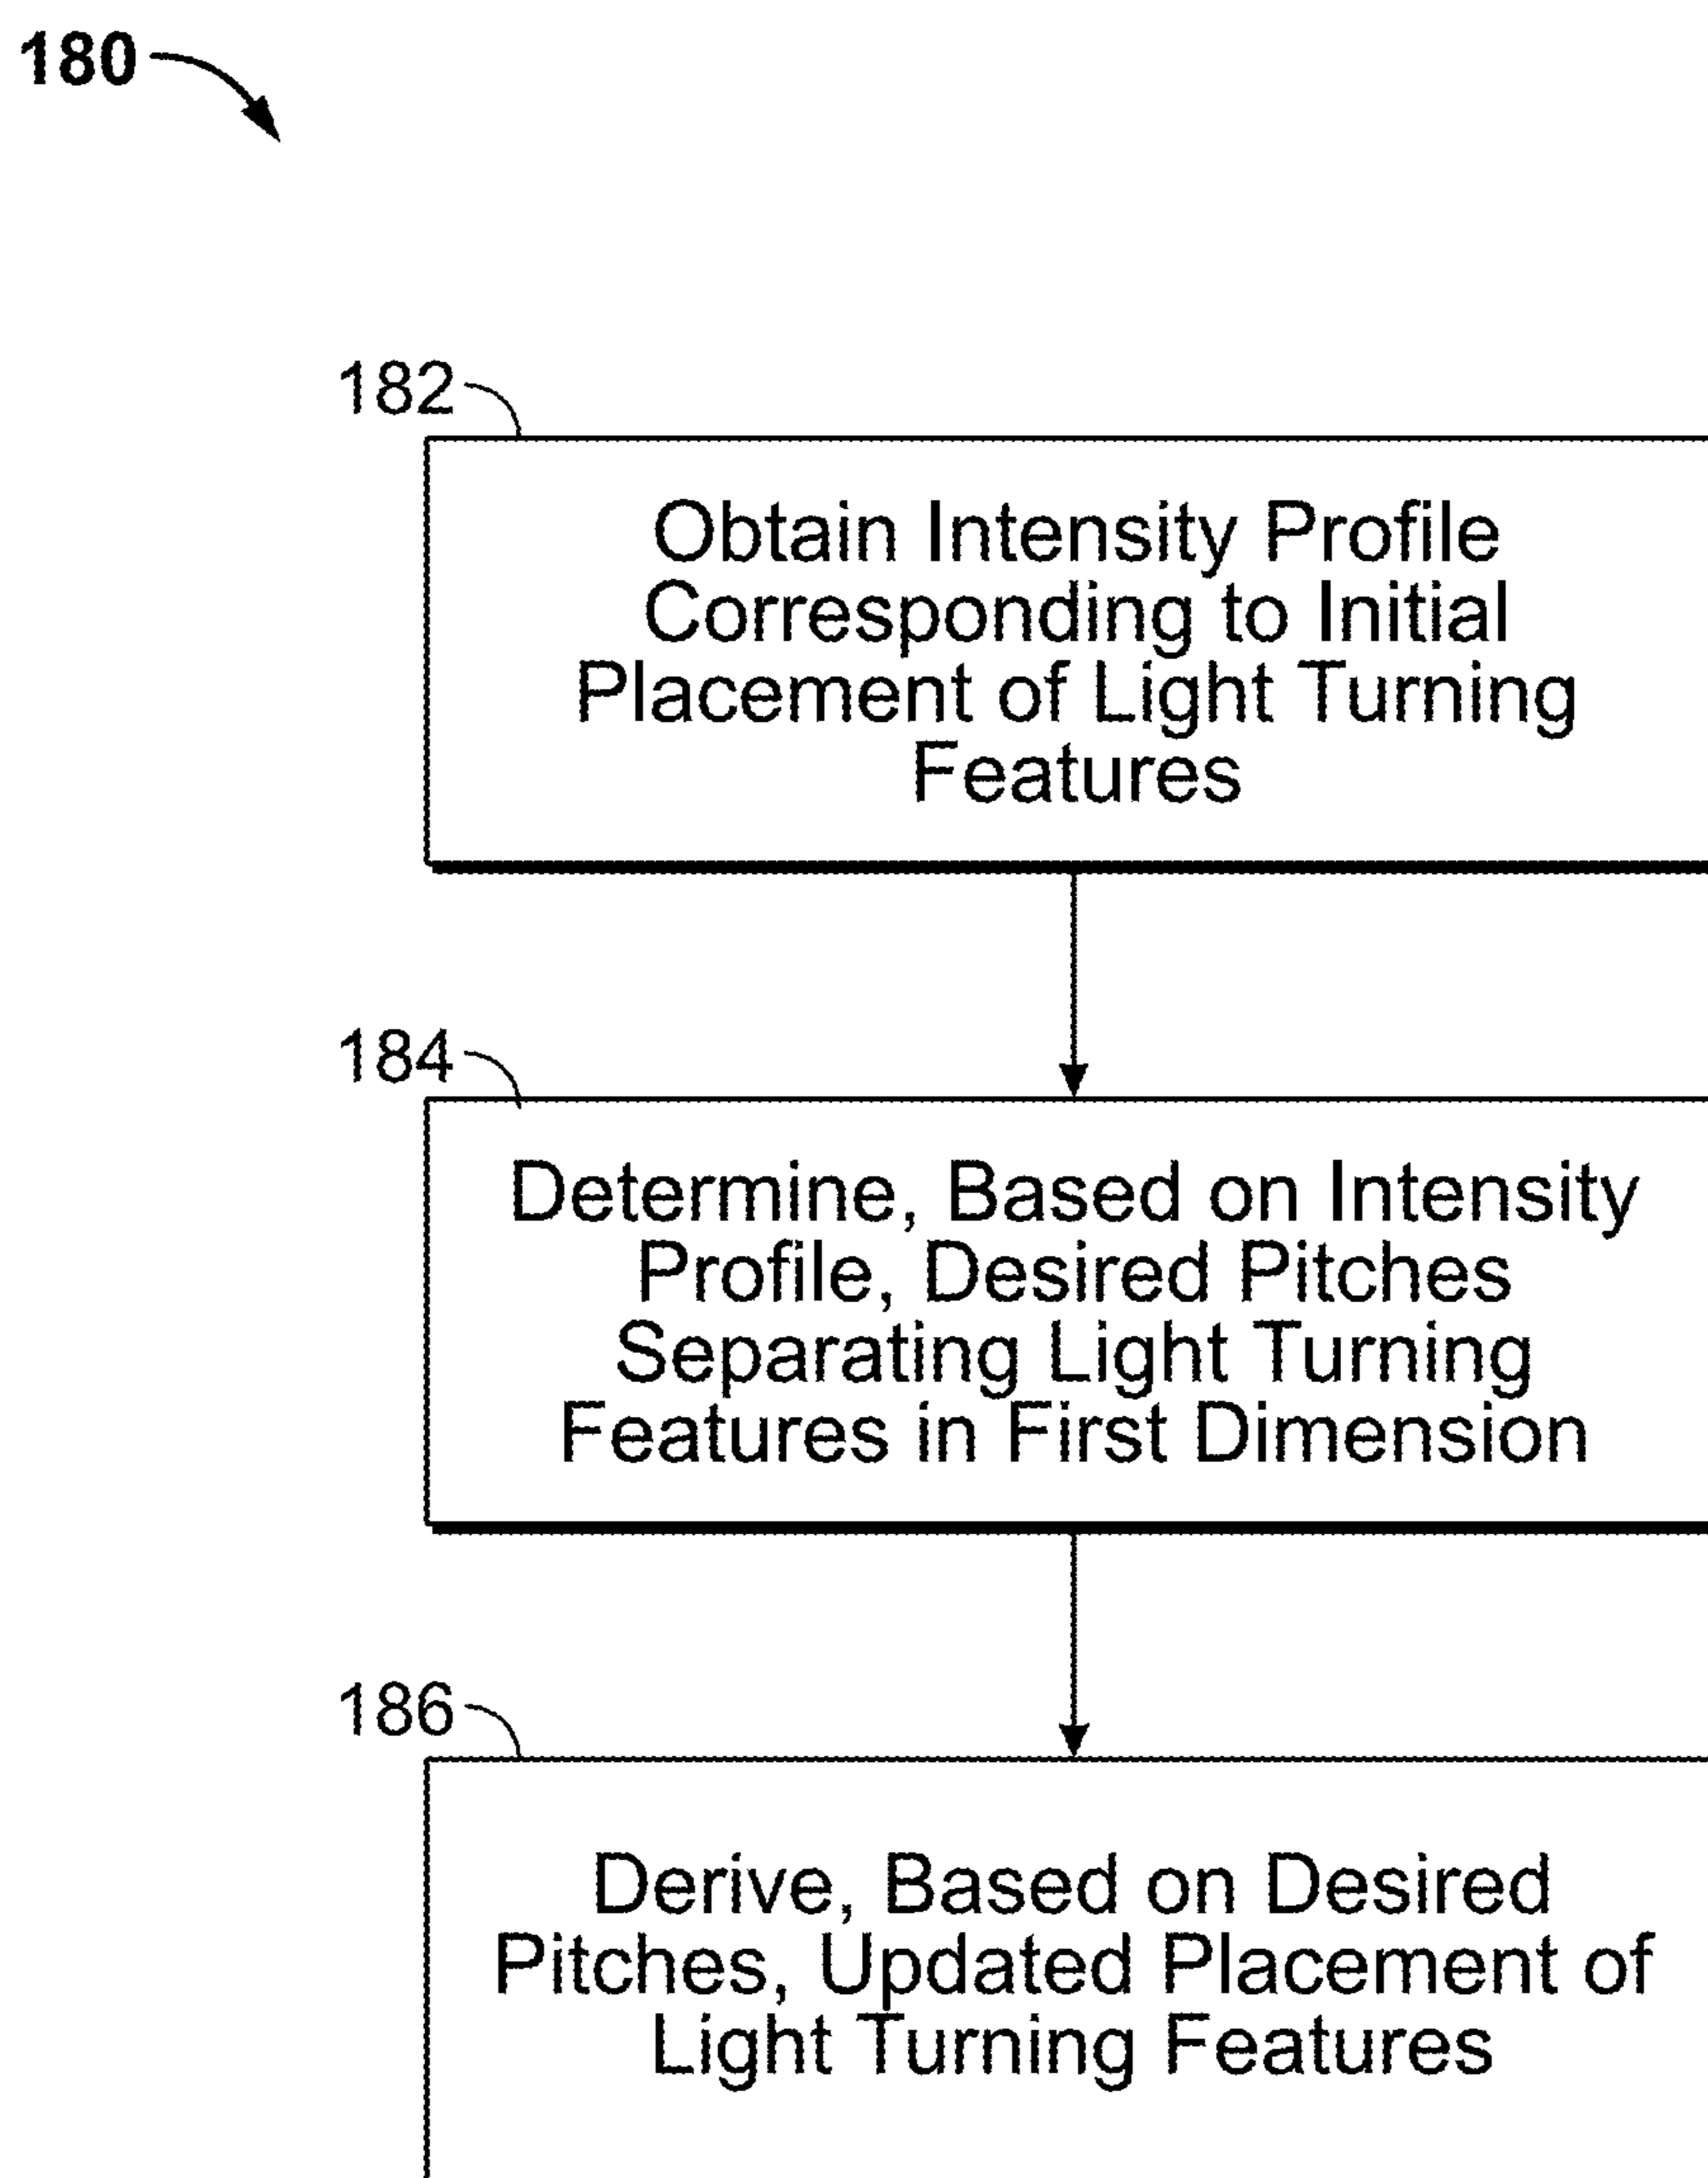 180
182
Obtain Intensity Profile
Corresponding to Initial
Placement of Light Turning
Features
184
Determine, Based on Intensity
Profile, Desired Pitches
Separating Light Turning
Features in First Dimension
186
Derive, Based on Desired
Pitches, Updated Placement of
Light Turning Features